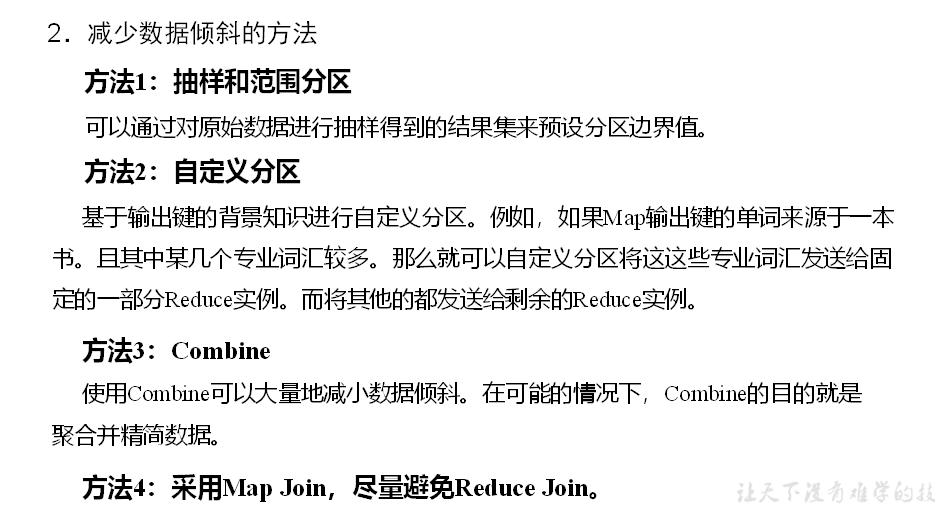 2．减少数据倾斜的方法
方法1：抽样和范围分区
可以通过对原始数据进行抽样得到的结果集来预设分区边界值。
方法2：自定义分区
基于输出键的背景知识进行自定义分区。例如，如果Map输出键的单词来源于一本
书。且其中某几个专业词汇较多。那么就可以自定义分区将这这些专业词汇发送给固
定的一部分Reduce实例。而将其他的都发送给剩余的Reduce实例。
方法3：Combine
使用Combine可以大量地减小数据倾斜。在可能的情况下，Combine的目的就是
聚合并精简数据。
方法4：采用Map Join，尽量避免Reduce Join。
让天下没有难学的技